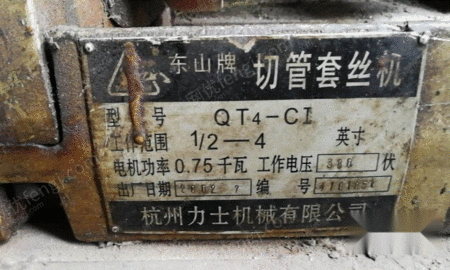 东山牌 切管套丝机
型号 QT4-CI
工作范围 1/2—4 英寸
电机功率 0.75千瓦 工作电压 380 伏
出厂日期 2002 7 编号
杭州力士机械有限公司